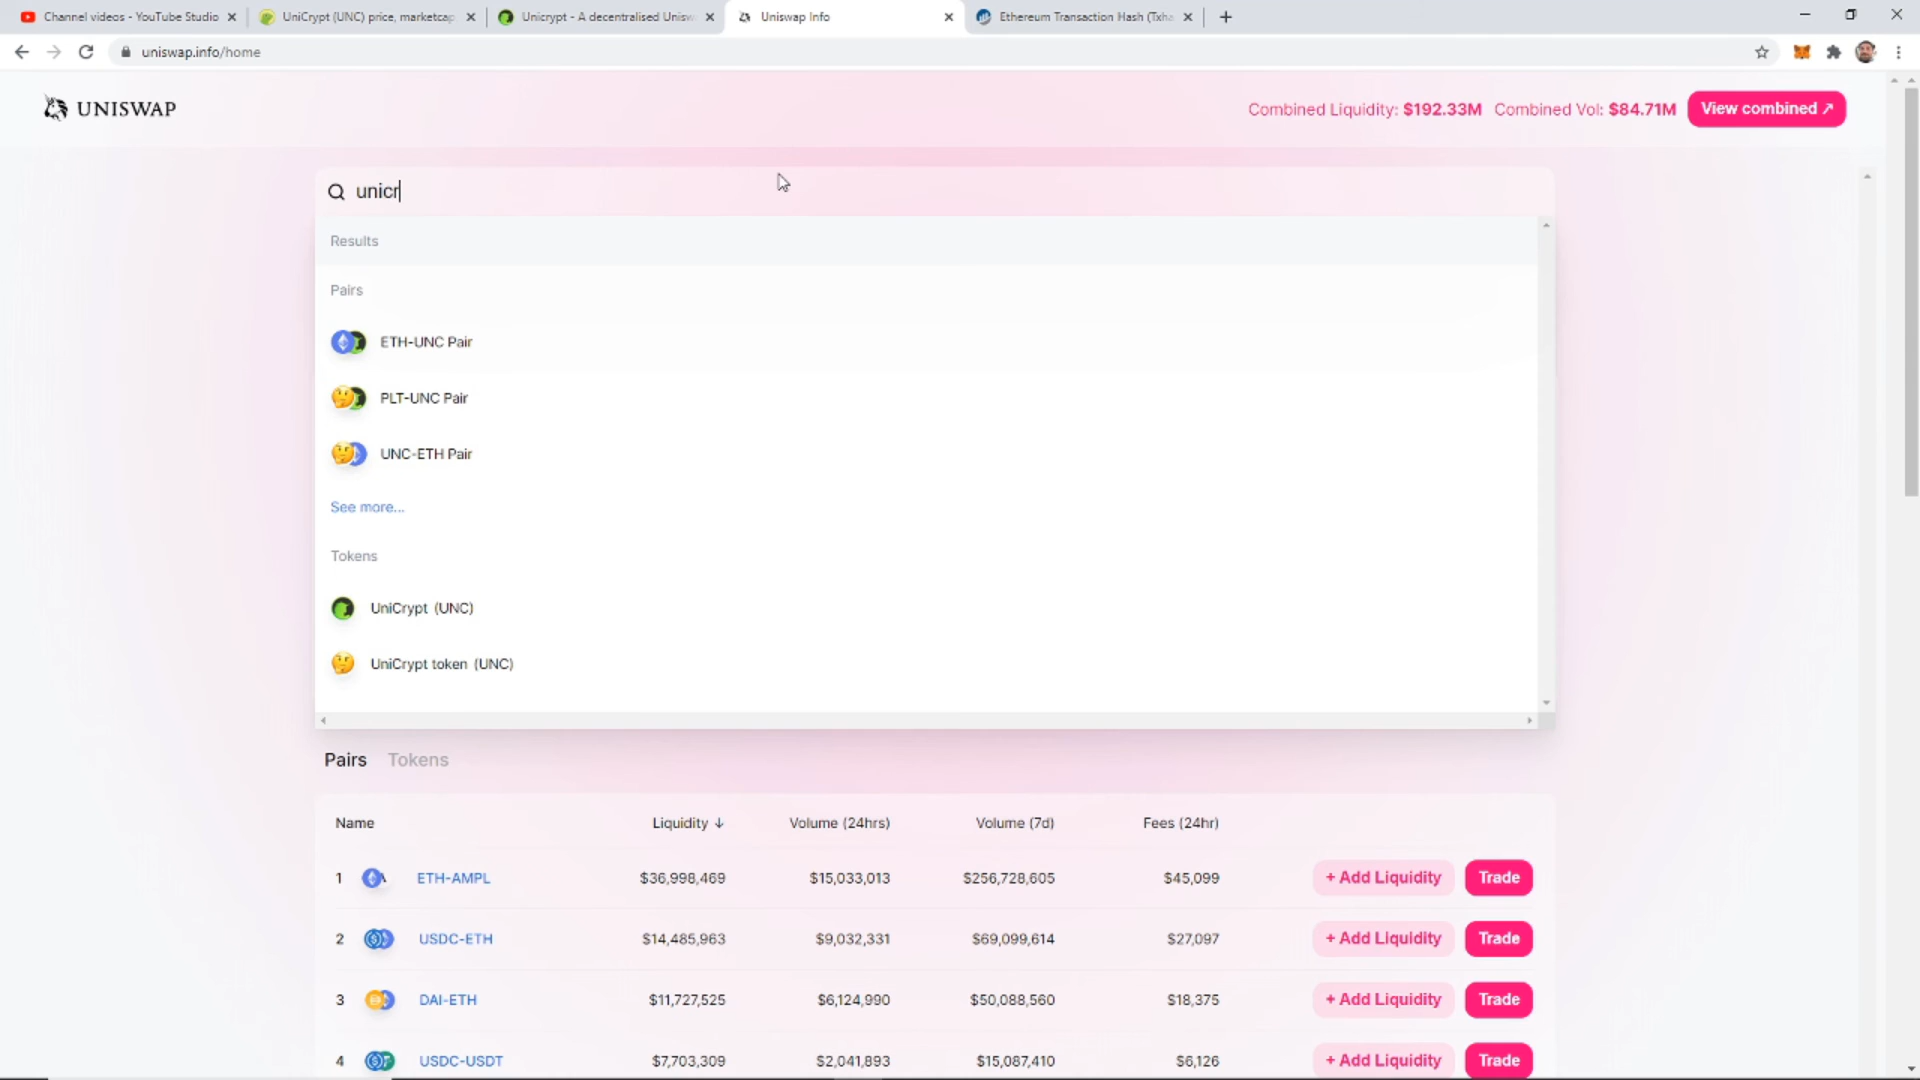 Channel videos - YouTube Studio
UniCrypt (UNC) price, marketcap
Unicrypt - A decentralised Unisw
Uniswap Info
Ethereum Transaction Hash (Txha
uniswap.info/home
UNISWAP
Combined Liquidity: $192.33M Combined Vol: $84.71M View combined ↗
unicr
Results
Pairs
ETH-UNC Pair
PLT-UNC Pair
UNC-ETH Pair
See more...
Tokens
UniCrypt (UNC)
UniCrypt token (UNC)
Pairs Tokens
Name Liquidity ↓ Volume (24hrs) Volume (7d) Fees (24hr)
1 ETH-AMPL $36,998,469 $15,033,013 $256,728,605 $45,099 + Add Liquidity Trade
2 USDC-ETH $14,485,963 $9,032,331 $69,099,614 $27,097 + Add Liquidity Trade
3 DAI-ETH $11,727,525 $6,124,990 $50,088,560 $18,375 + Add Liquidity Trade
4 USDC-USDT $7,703,309 $2,041,893 $15,087,410 $6,126 + Add Liquidity Trade